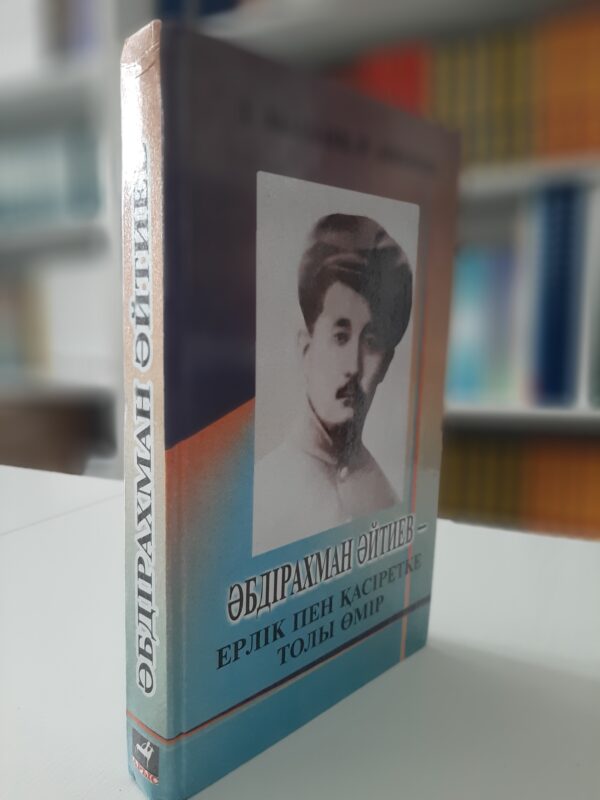 ӘБДІРАХМАН ӘЙТИЕВ –
ЕРЛІК ПЕН ҚАСІРЕТКЕ
ТОЛЫ ӨМІР
ӘБДІРАХМАН ӘЙТИЕВ